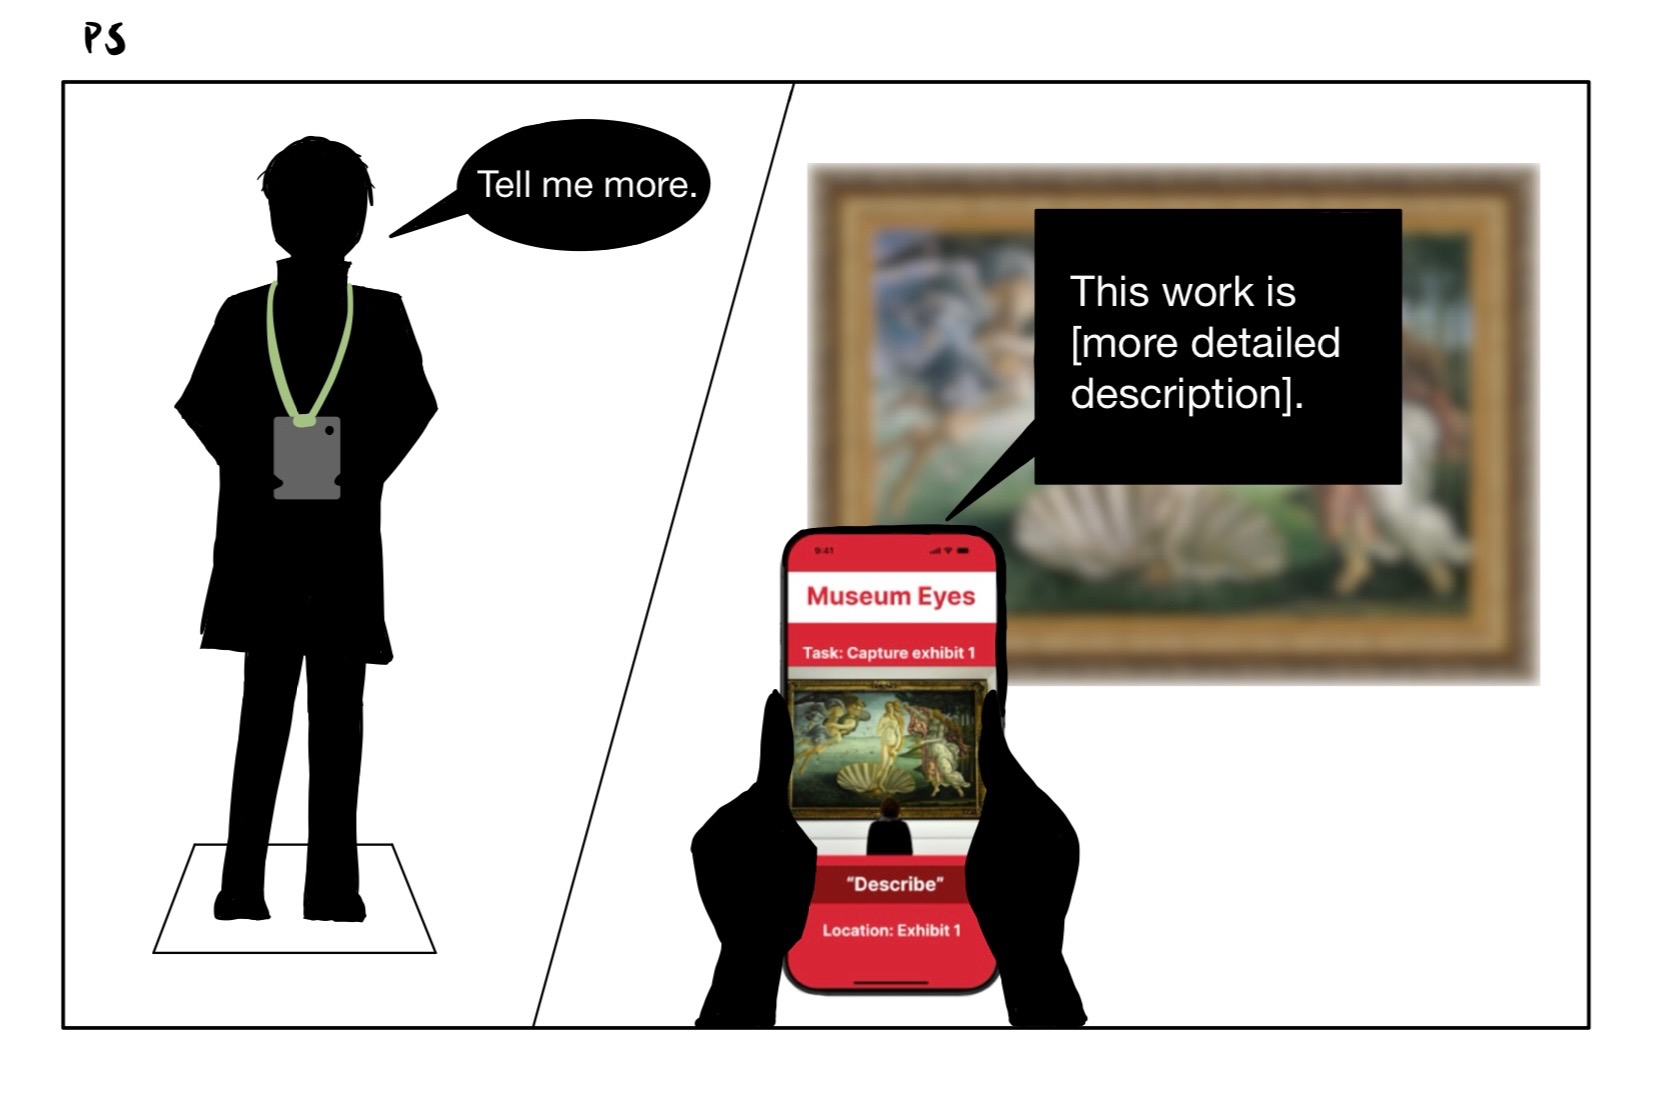 PS
Tell me more.
This work is
[more detailed
description].
9:41
Museum Eyes
Task: Capture exhibit 1
“Describe”
Location: Exhibit 1